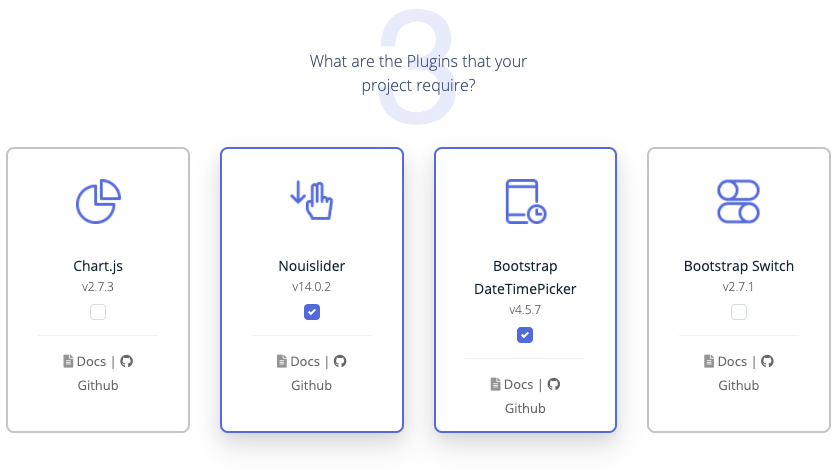 3
What are the Plugins that your
project require?
Chart.js
v2.7.3
Docs |
Github
Nouislider
v14.0.2
Docs |
Github
Bootstrap
DateTimePicker
v4.5.7
Docs |
Github
Bootstrap Switch
v2.7.1
Docs |
Github